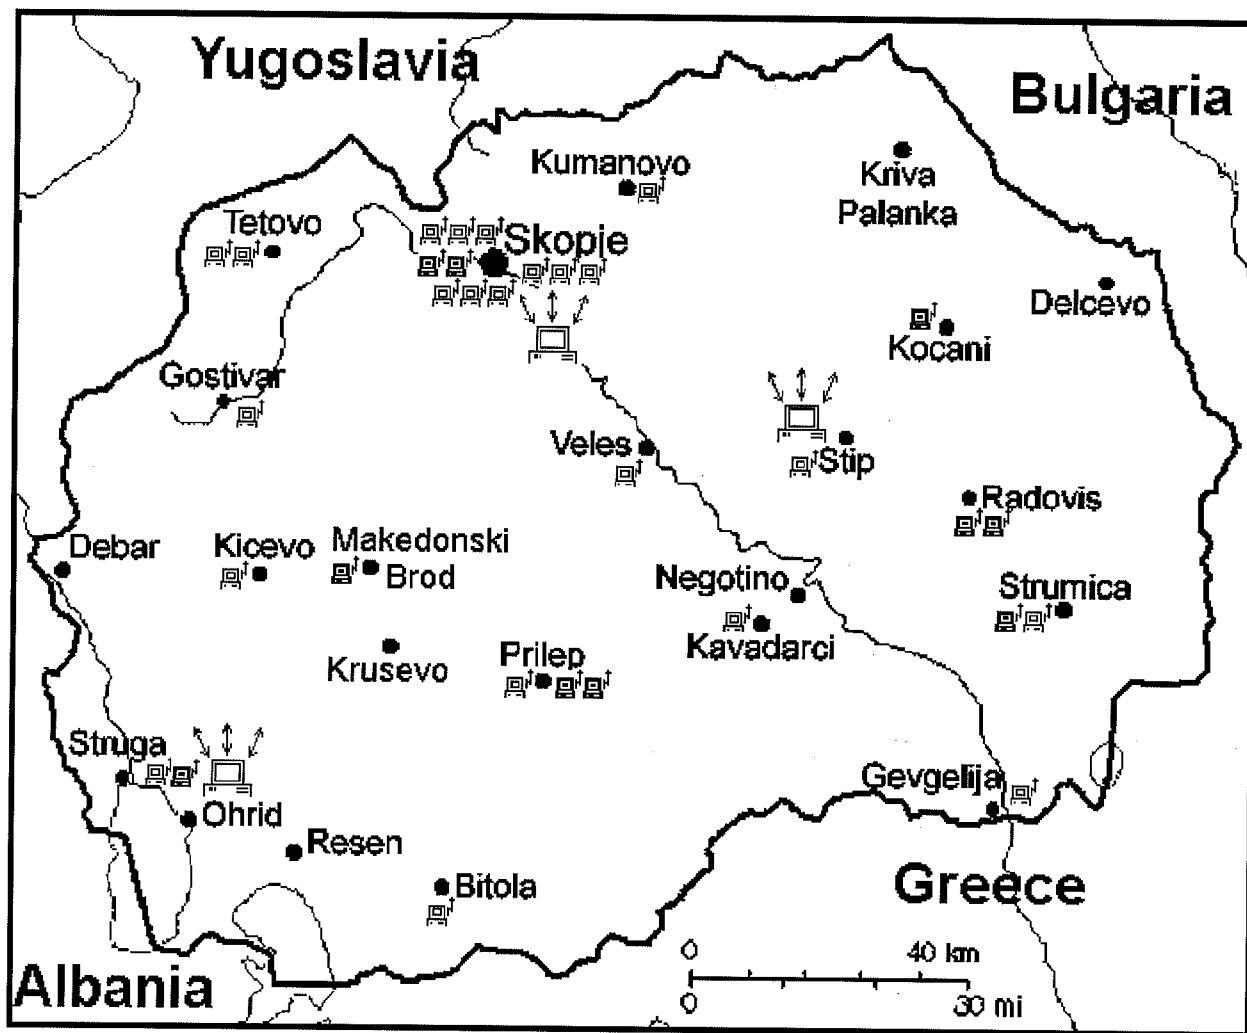 Yugoslavia
Bulgaria
Kumanovo
Kriva
Palanka
Tetovo
Skopje
Delcevo
Kocani
Gostivar
Veles
Stip
Radovis
Debar
Kicevo
Makedonski
Brod
Negotino
Strumica
Kavadarci
Krusevo
Prilep
Struga
Gevgelija
Ohrid
Resen
Bitola
Greece
0 40 km
0 30 mi
Albania